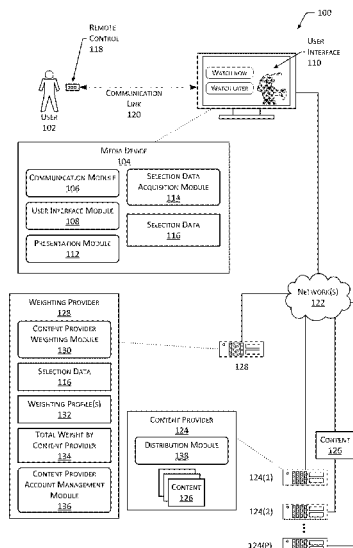 100
REMOTE
CONTROL
118
USER
INTERFACE
110
WATCH NOW
WATCH LATER
COMMUNICATION
LINK
120
USER
102
MEDIA DEVICE
104
COMMUNICATION MODULE
106
SELECTION DATA
ACQUISITION MODULE
114
USER INTERFACE MODULE
108
SELECTION DATA
116
PRESENTATION MODULE
112
NETWORK(S)
122
WEIGHTING PROVIDER
128
CONTENT PROVIDER
WEIGHTING MODULE
130
128
SELECTION DATA
116
WEIGHTING PROFILE(S)
132
TOTAL WEIGHT BY
CONTENT PROVIDER
134
CONTENT PROVIDER
ACCOUNT MANAGEMENT
MODULE
136
CONTENT PROVIDER
124
DISTRIBUTION MODULE
138
CONTENT
126
CONTENT
126
124(1)
124(2)
124(P)